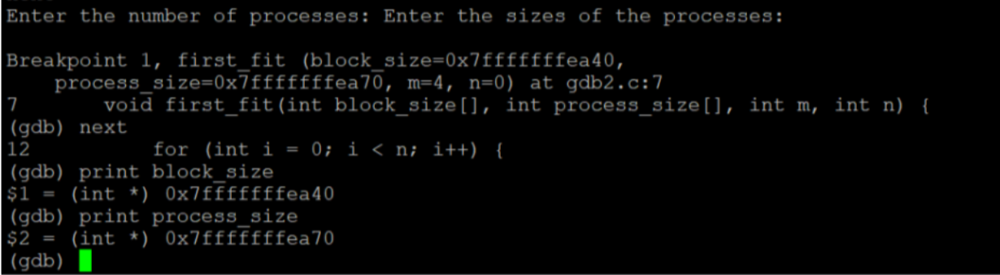 Enter the number of processes: Enter the sizes of the processes:
Breakpoint 1, first_fit (block_size=0x7fffffffea40,
process_size=0x7fffffffea70, m=4, n=0) at gdb2.c:7
7 void first_fit(int block_size[], int process_size[], int m, int n) {
(gdb) next
12 for (int i = 0; i < n; i++) {
(gdb) print block_size
$1 = (int *) 0x7fffffffea40
(gdb) print process_size
$2 = (int *) 0x7fffffffea70
(gdb)